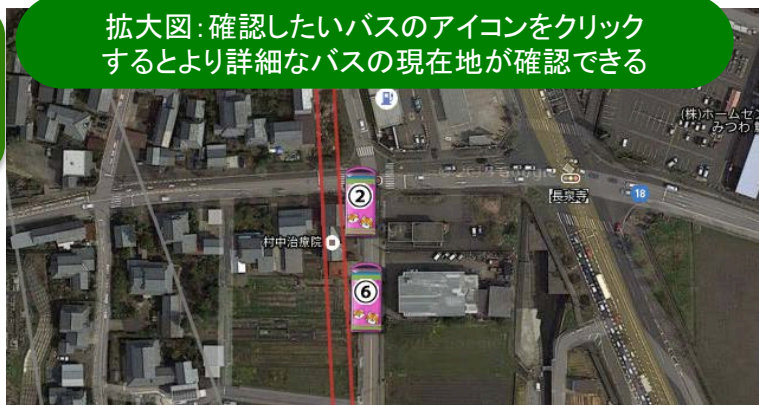 拡大図:確認したいバスのアイコンをクリック
するとより詳細なバスの現在地が確認できる
(株)ホームセン
みつわ
②
長泉寺
18
村中治療院
⑥